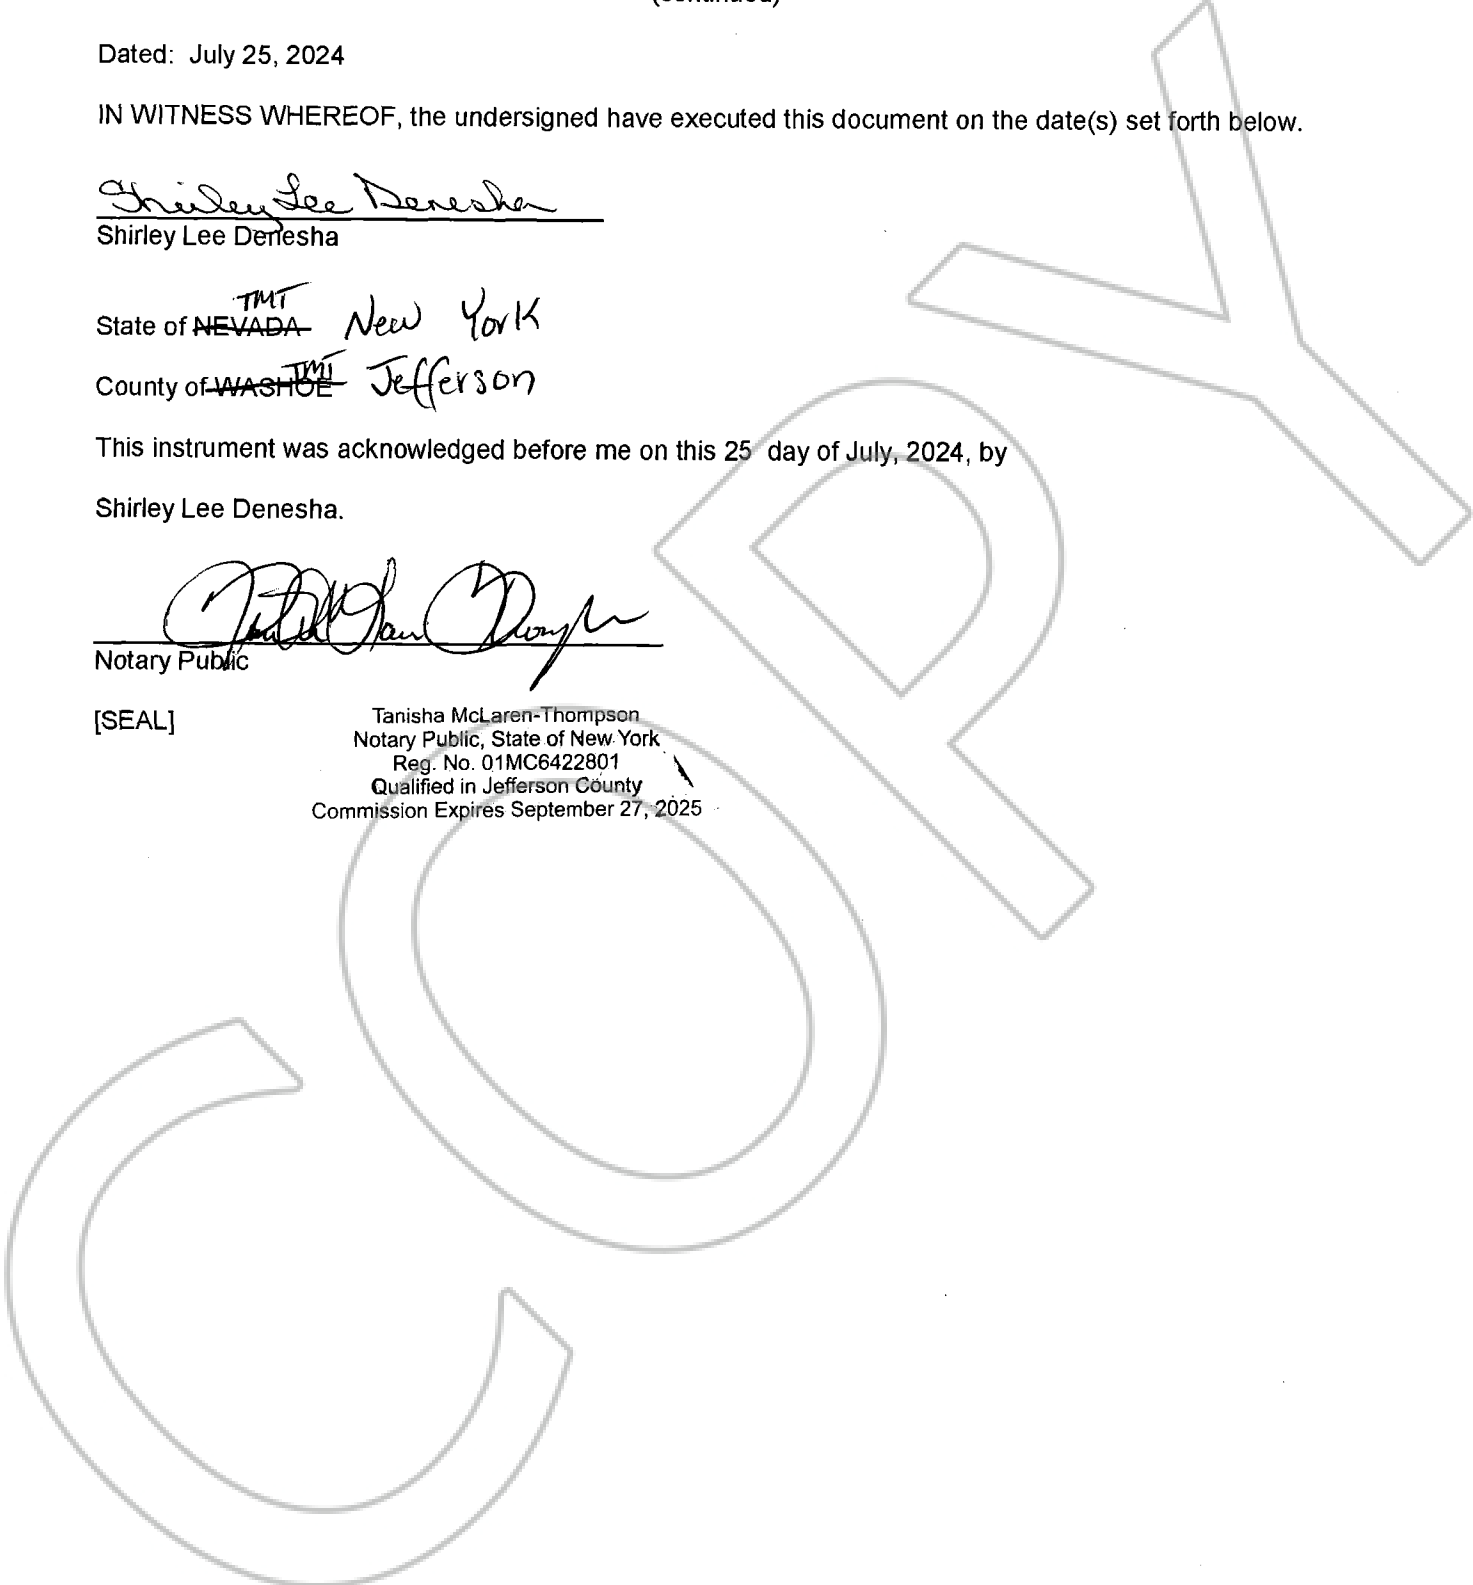 (continued)
Dated: July 25, 2024
IN WITNESS WHEREOF, the undersigned have executed this document on the date(s) set forth below.
Shirley Lee Denesha
Shirley Lee Denesha
TMT
State of NEVADA New York
TMT
County of WASHOE Jefferson
This instrument was acknowledged before me on this 25 day of July, 2024, by
Shirley Lee Denesha.
Notary Public
[SEAL]
Tanisha McLaren-Thompson
Notary Public, State of New York
Reg. No. 01MC6422801
Qualified in Jefferson County
Commission Expires September 27, 2025
COPY